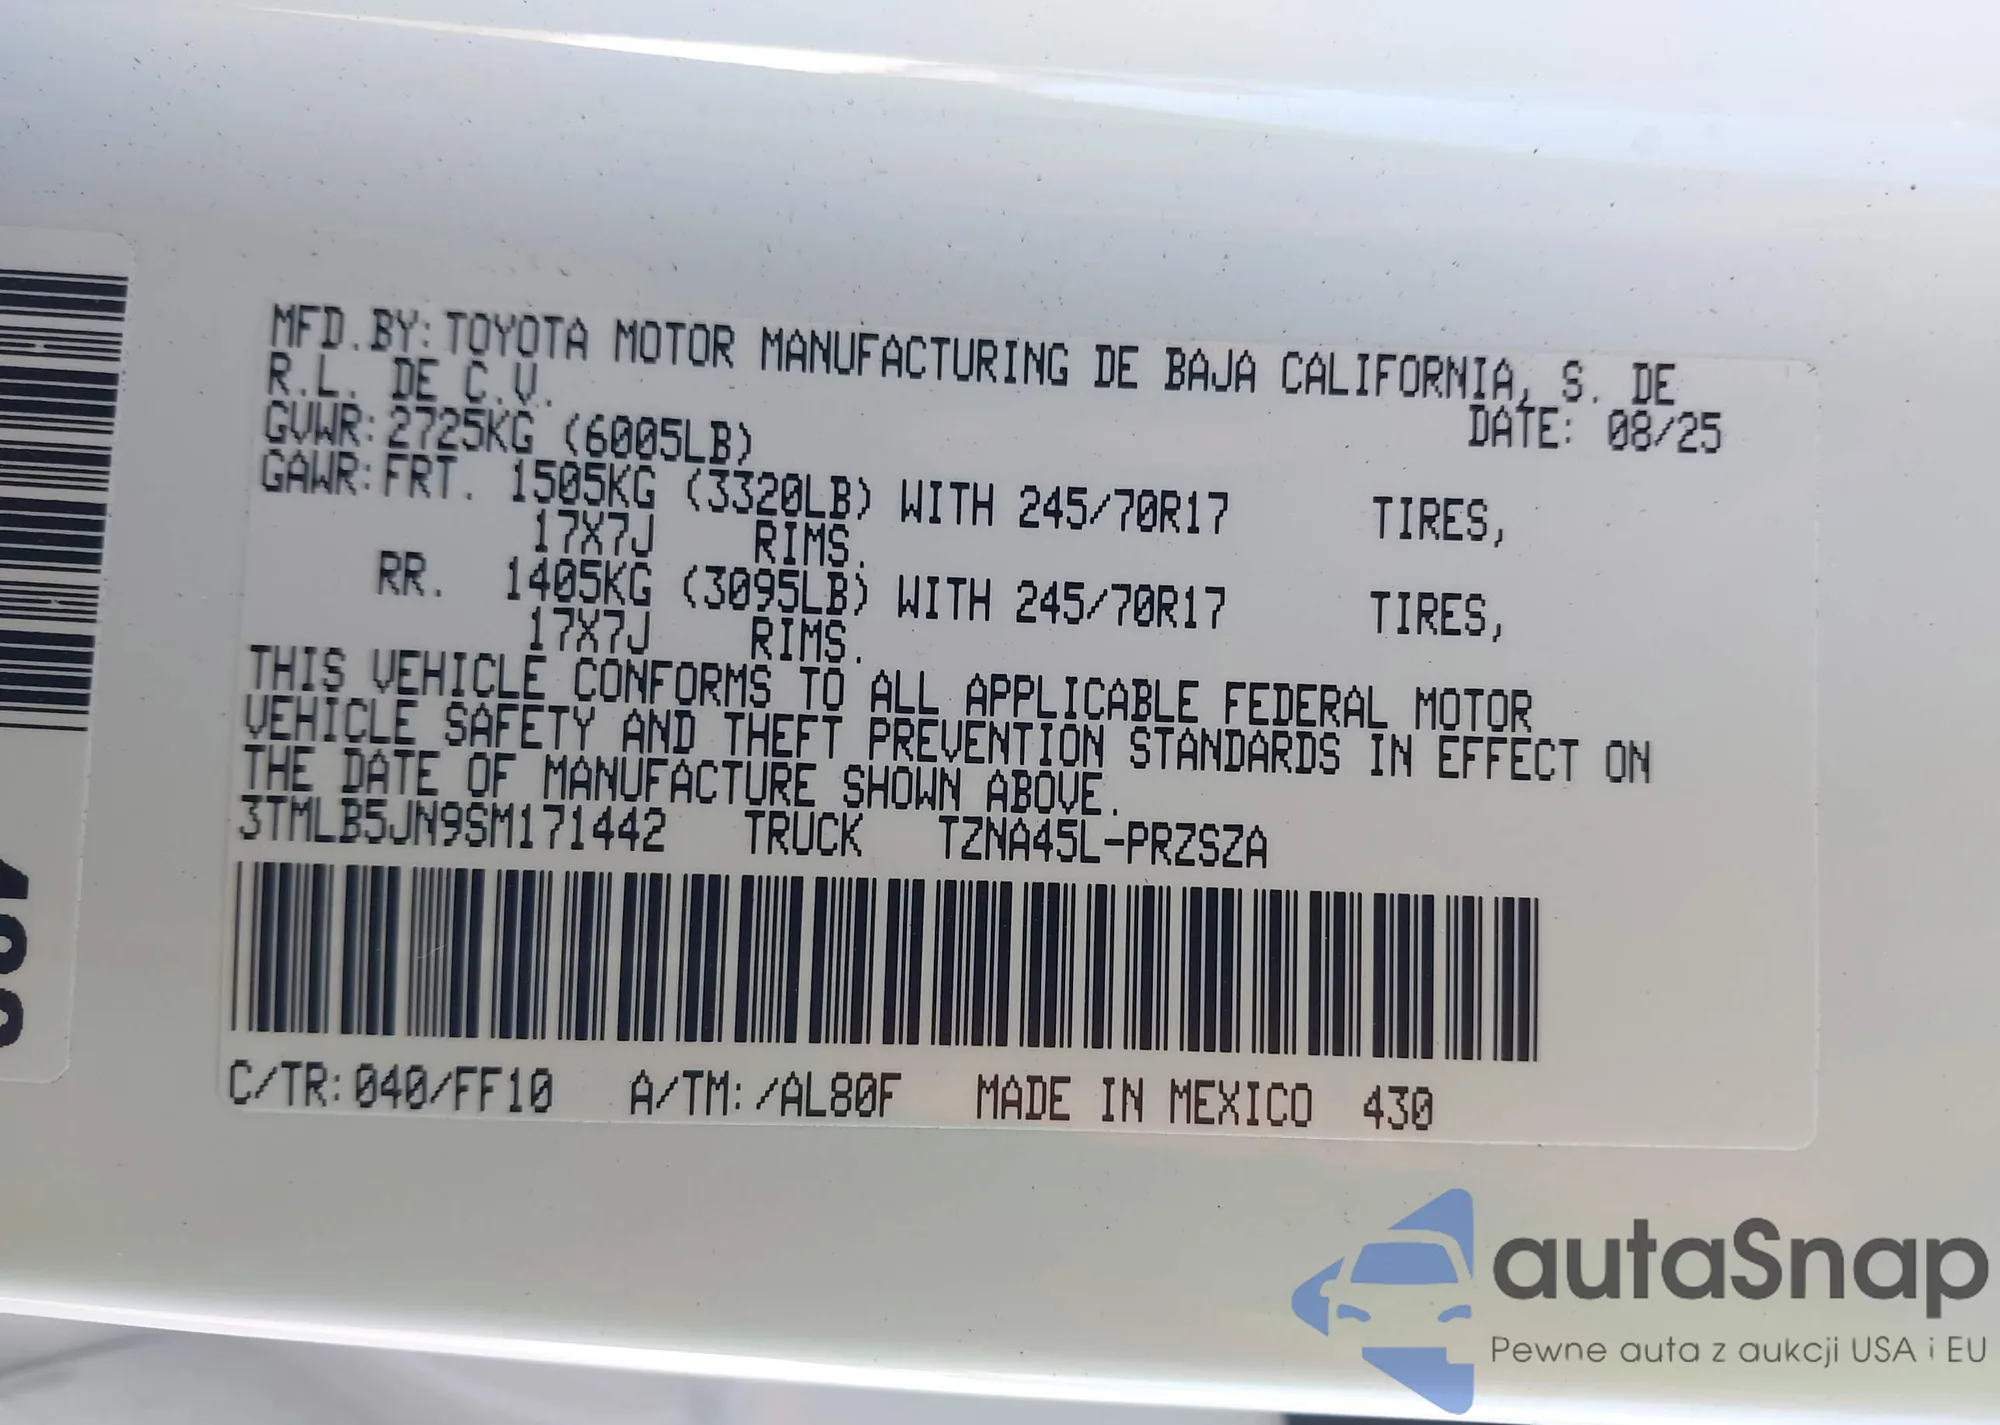 MFD.BY:TOYOTA MOTOR MANUFACTURING DE BAJA CALIFORNIA, S. DE
R.L. DE C.V.
DATE: 08/25
GVWR:2725KG (6005LB)
GAWR:FRT. 1505KG (3320LB) WITH 245/70R17 TIRES,
17X7J RIMS.
RR. 1405KG (3095LB) WITH 245/70R17 TIRES,
17X7J RIMS.
THIS VEHICLE CONFORMS TO ALL APPLICABLE FEDERAL MOTOR
VEHICLE SAFETY AND THEFT PREVENTION STANDARDS IN EFFECT ON
THE DATE OF MANUFACTURE SHOWN ABOVE.
3TMLB5JN9SM171442 TRUCK TZNA45L-PRZSZA
C/TR:040/FF10 A/TM:/AL80F MADE IN MEXICO 430
autaSnap
Pewne auta z aukcji USA i EU